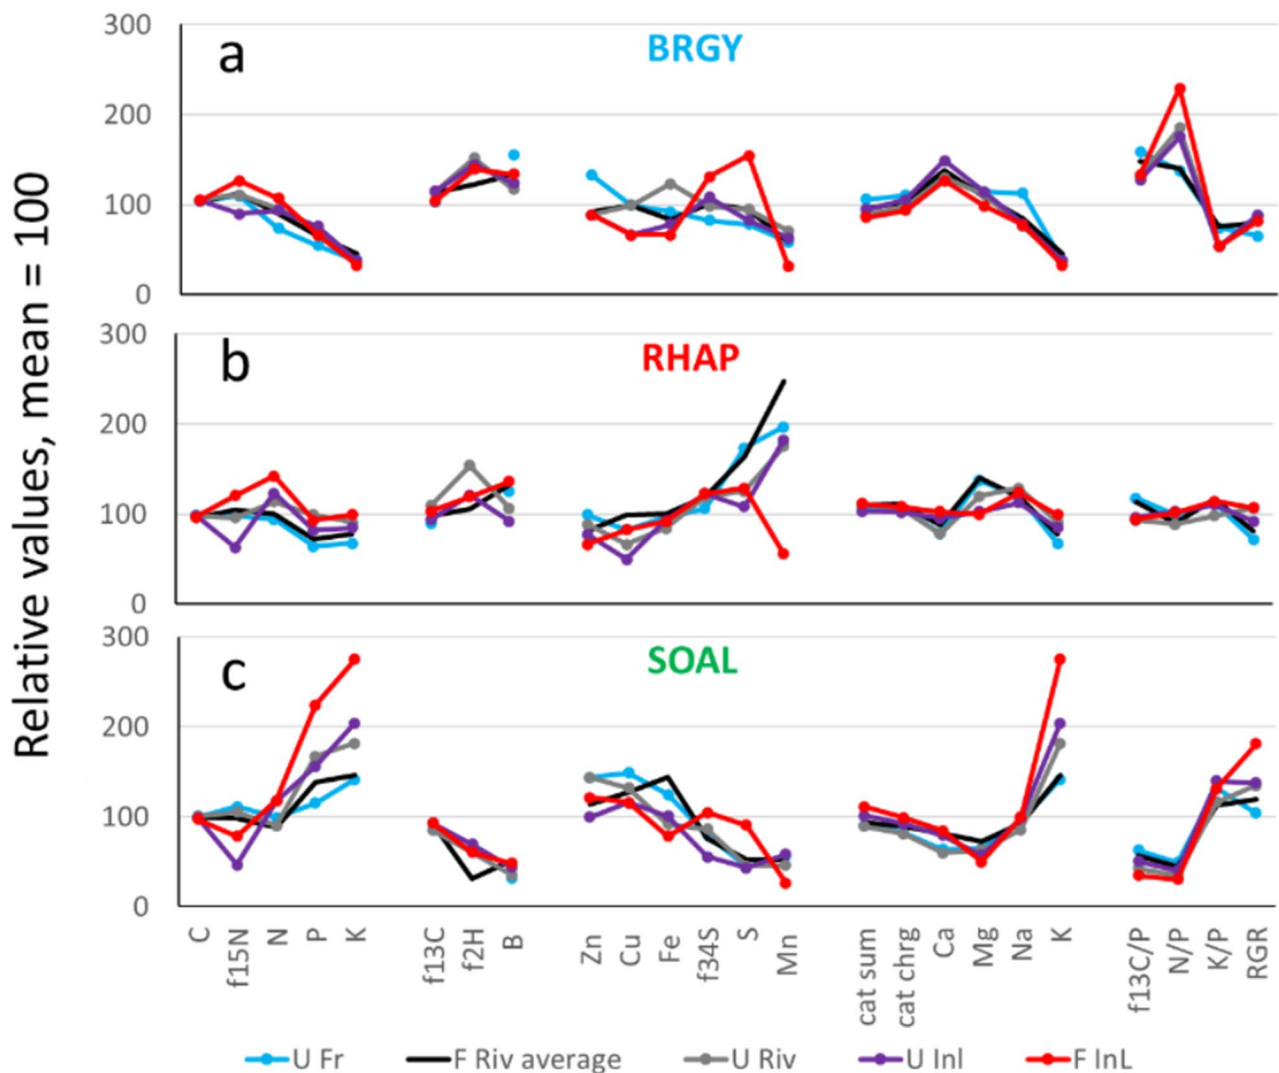 Relative values, mean = 100
300
a
BRGY
200
100
0
300
b
RHAP
200
100
0
300
c
SOAL
200
100
0
C f15N N P K f13C f2H B Zn Cu Fe f34S S Mn cat sum cat chrg Ca Mg Na K f13C/P N/P K/P RGR
U Fr F Riv average U Riv U Inl F InL